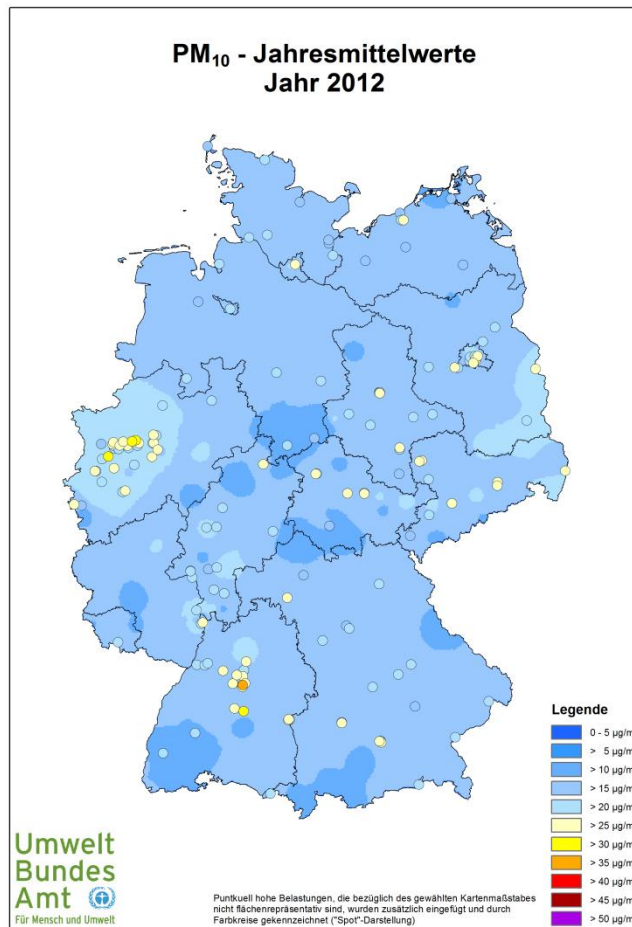 PM₁₀ - Jahresmittelwerte
Jahr 2012
Legende
0 - 5 µg/m
> 5 µg/m
> 10 µg/m
> 15 µg/m
> 20 µg/m
> 25 µg/m
> 30 µg/m
> 35 µg/m
> 40 µg/m
> 45 µg/m
> 50 µg/m
Umwelt
Bundes
Amt
Für Mensch und Umwelt
Punktuell hohe Belastungen, die bezüglich des gewählten Kartenmaßstabes
nicht flächenrepräsentativ sind, wurden zusätzlich eingefügt und durch
Farbkreise gekennzeichnet ("Spot"-Darstellung)